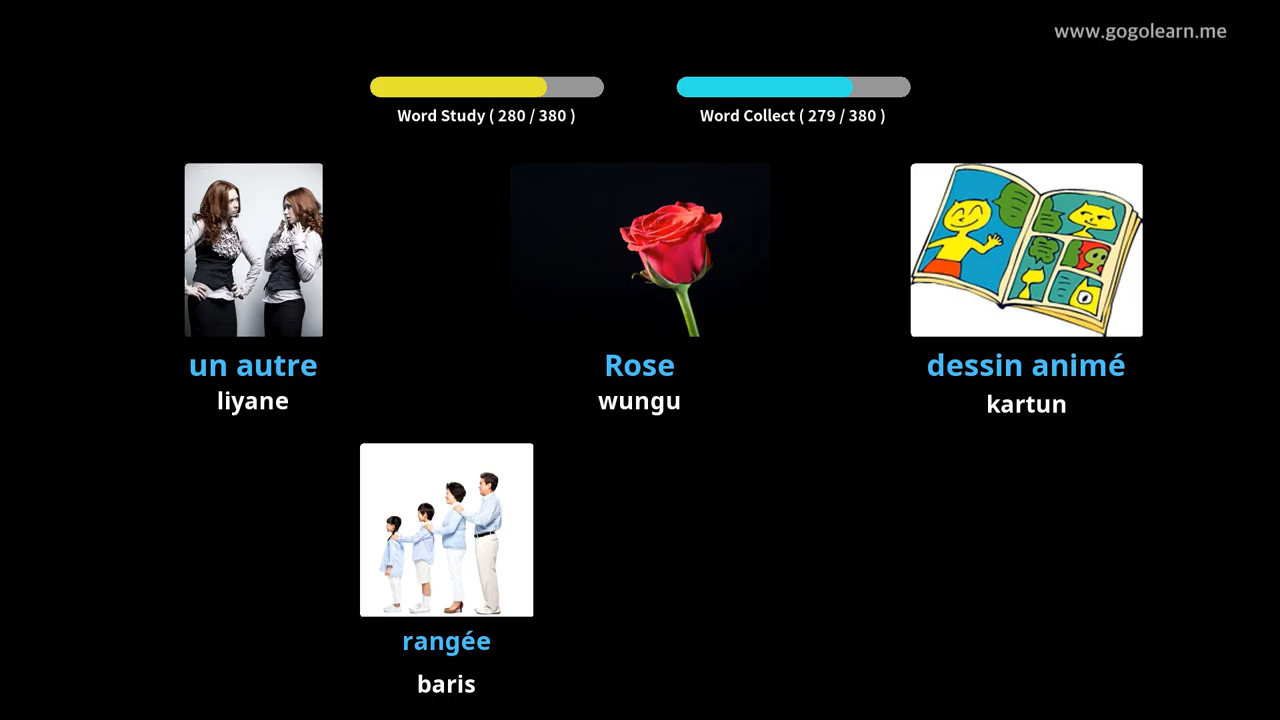 www.gogolearn.me
Word Study ( 280 / 380 )
Word Collect ( 279 / 380 )
un autre
liyane
Rose
wungu
dessin animé
kartun
rangée
baris